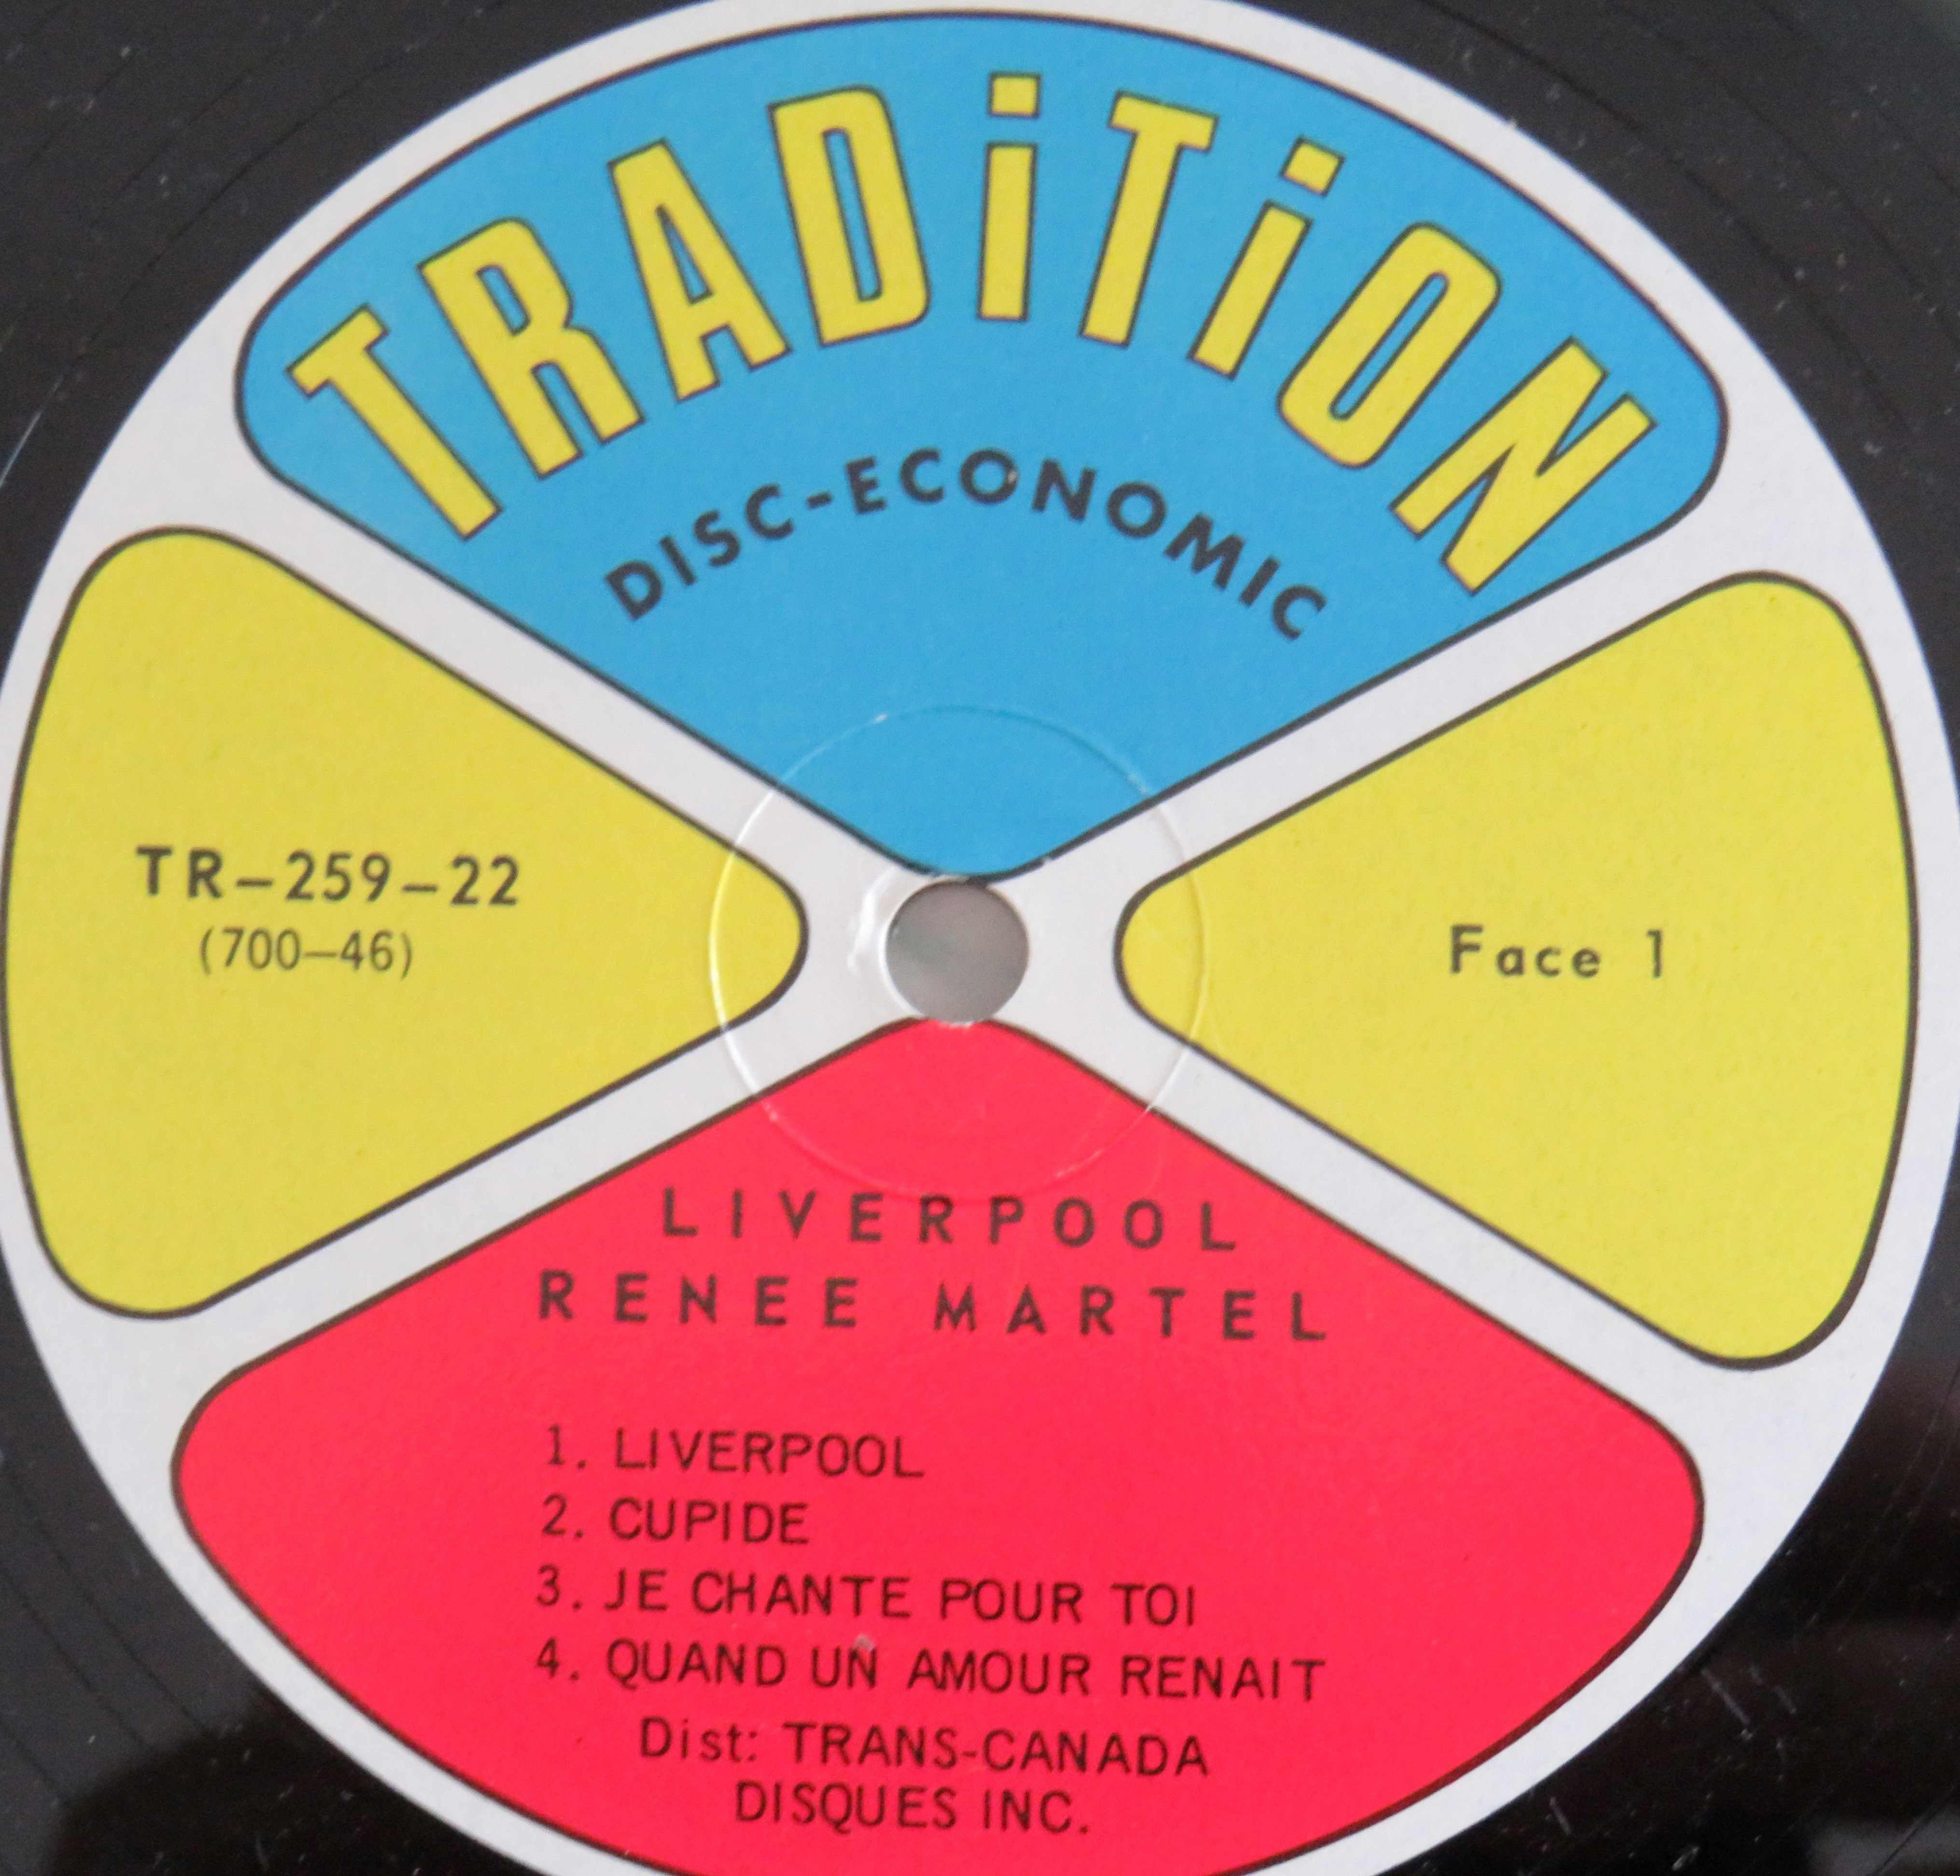 TRADiTiON
DISC-ECONOMIC
TR-259-22
(700-46)
Face 1
LIVERPOOL
RENEE MARTEL
1. LIVERPOOL
2. CUPIDE
3. JE CHANTE POUR TOI
4. QUAND UN AMOUR RENAIT
Dist: TRANS-CANADA
DISQUES INC.